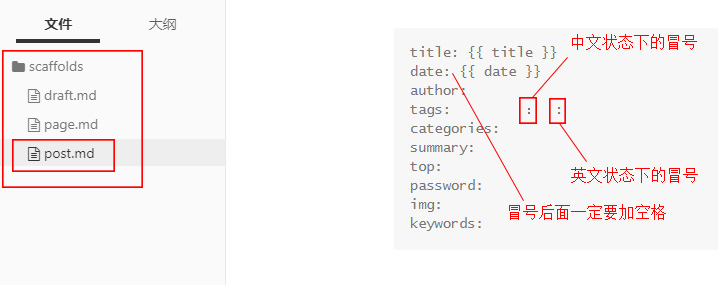 文件
大纲
scaffolds
draft.md
page.md
post.md
title: {{ title }}
date: {{ date }}
author:
tags:
categories:
summary:
top:
password:
img:
keywords:
中文状态下的冒号
：
:
英文状态下的冒号
冒号后面一定要加空格